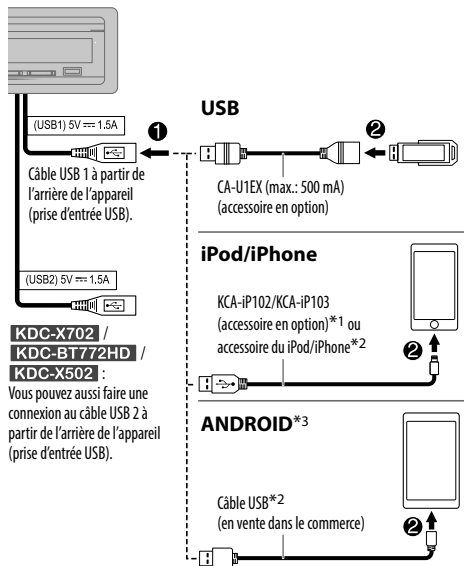 (USB1) 5V ⎓ 1.5A
❶
Câble USB 1 à partir de
l'arrière de l'appareil
(prise d'entrée USB).
(USB2) 5V ⎓ 1.5A
KDC-X702 /
KDC-BT772HD /
KDC-X502 :
Vous pouvez aussi faire une
connexion au câble USB 2 à
partir de l'arrière de l'appareil
(prise d'entrée USB).
USB
❷
CA-U1EX (max.: 500 mA)
(accessoire en option)
iPod/iPhone
KCA-iP102/KCA-iP103
(accessoire en option)*1 ou
accessoire du iPod/iPhone*2
❷
ANDROID*3
Câble USB*2
(en vente dans le commerce)
❷